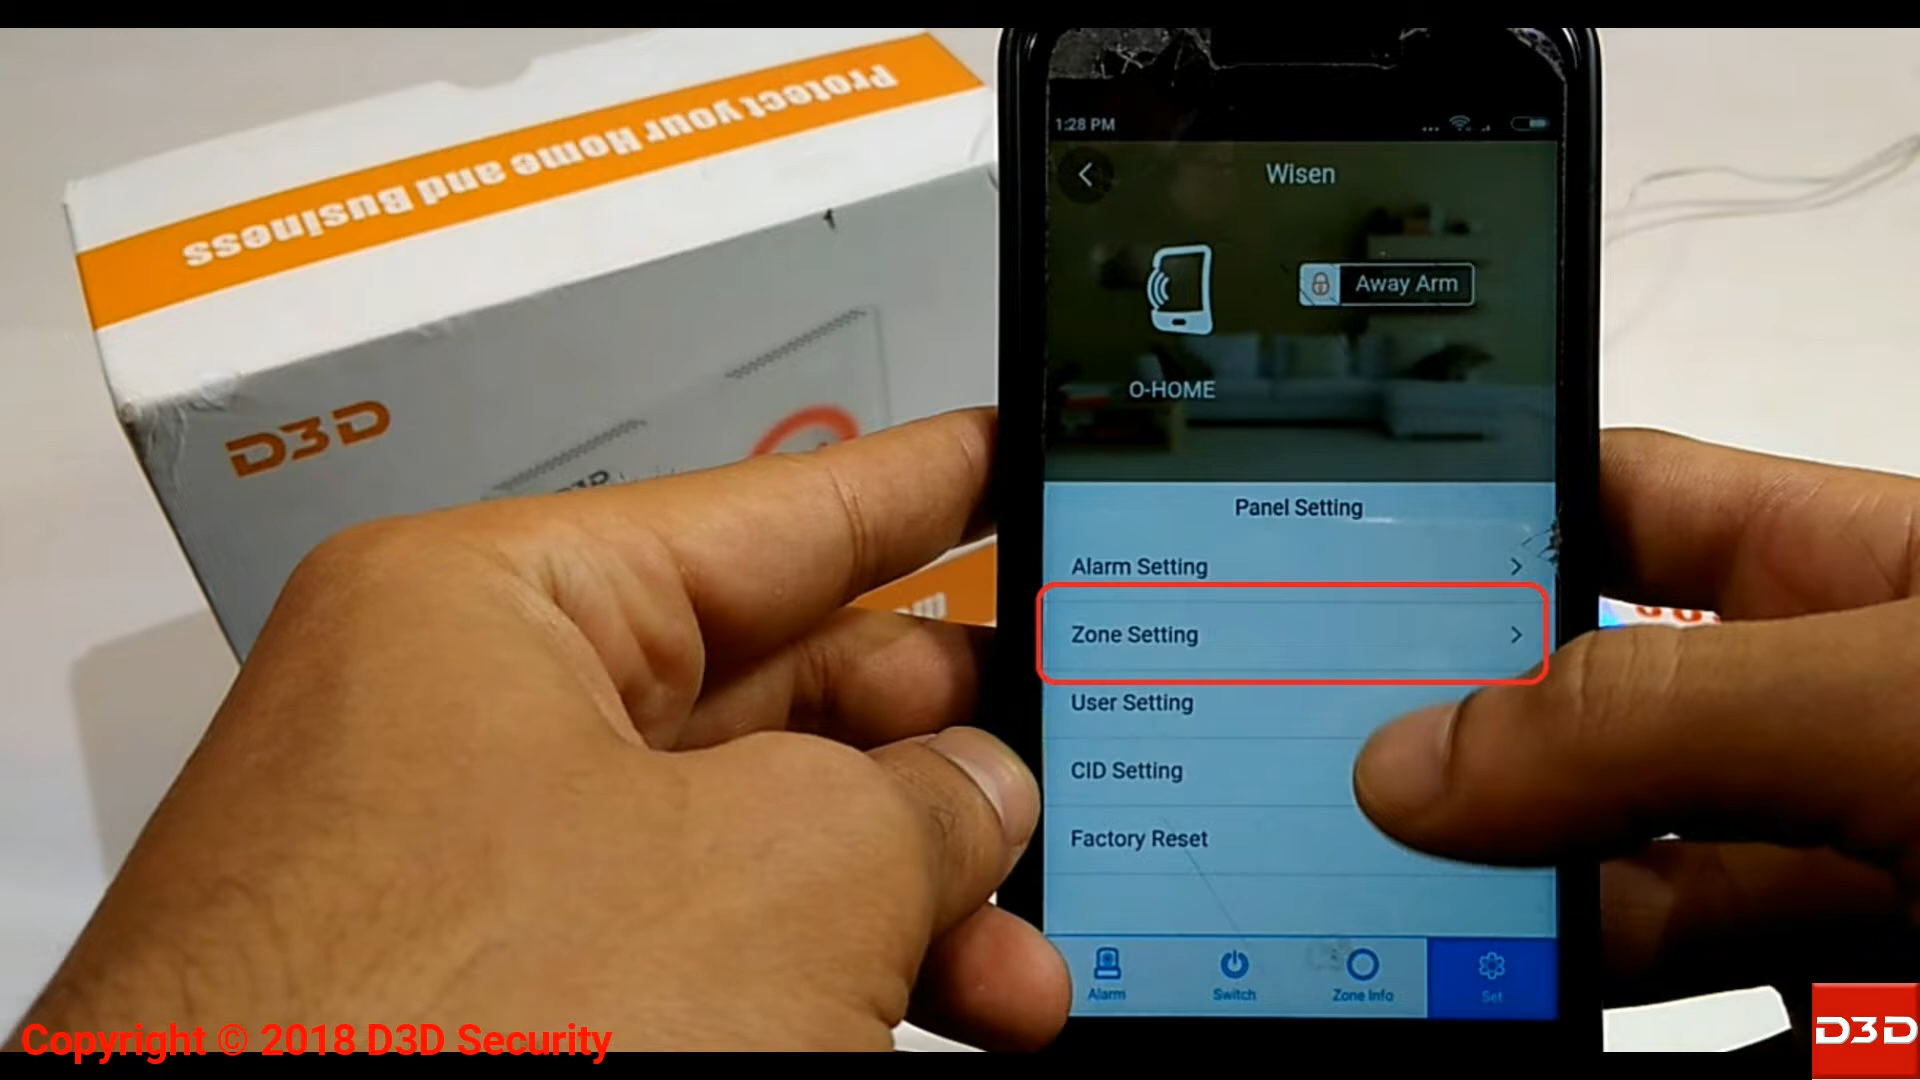 Protect your Home and Business
D3D
1:28 PM
Wisen
Away Arm
O-HOME
Panel Setting
Alarm Setting
Zone Setting
User Setting
CID Setting
Factory Reset
Alarm
Switch
Zone Info
Set
Copyright © 2018 D3D Security
D3D